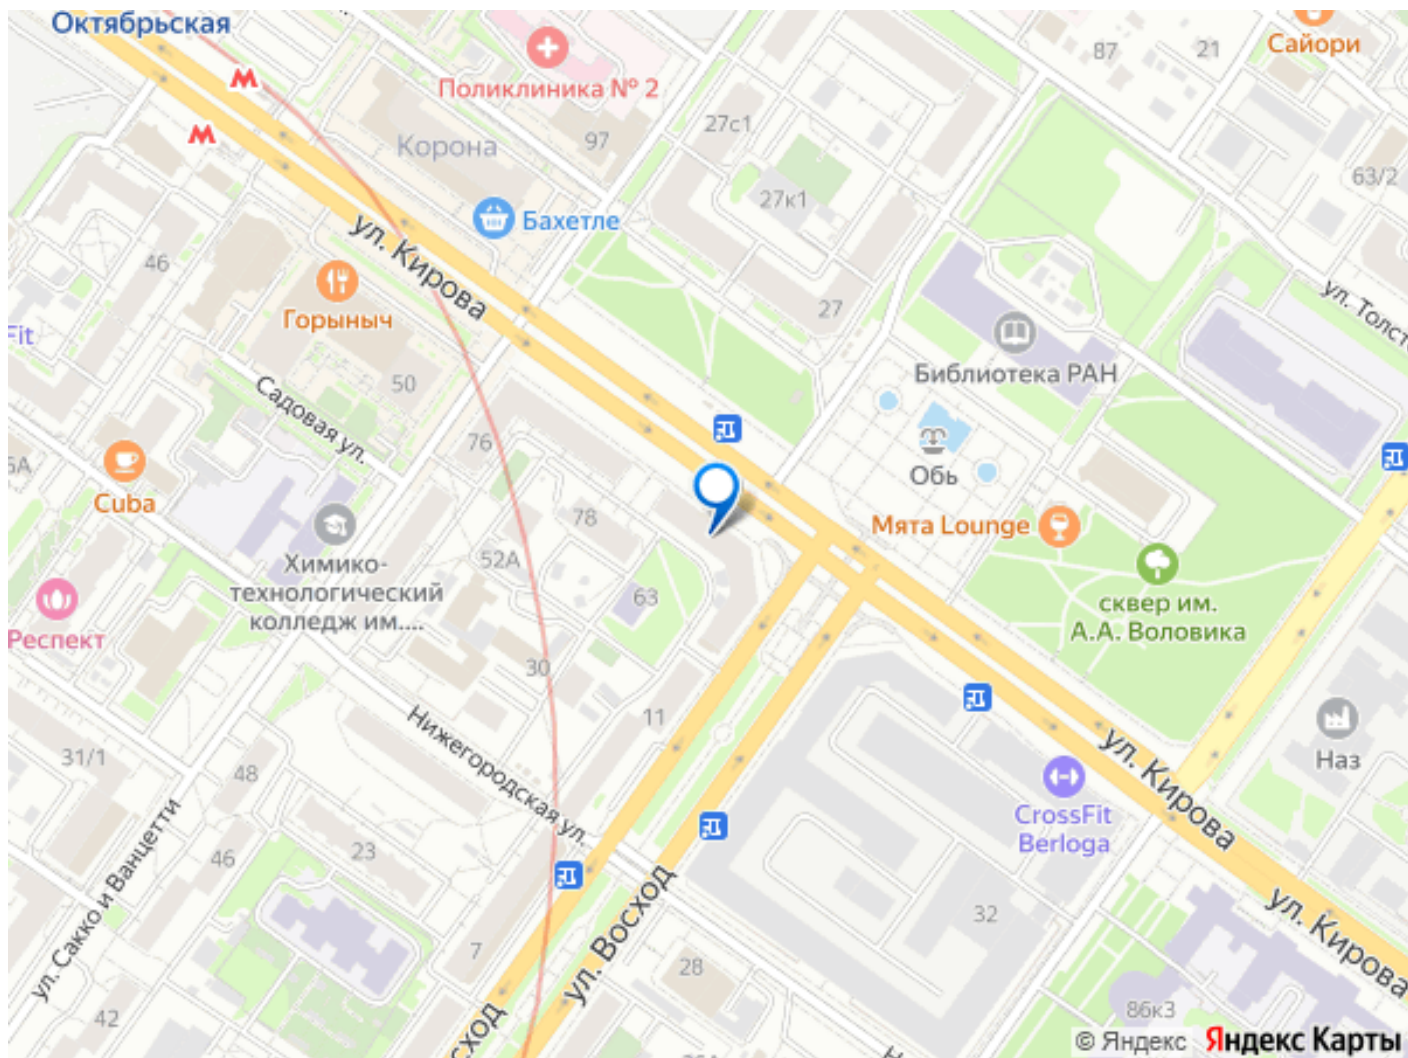 Октябрьская
Поликлиника № 2
87
21
Сайори
27с1
Корона
97
63/2
27к1
Бахетле
ул. Кирова
46
Горыныч
27
ул. Толст
Fit
Библиотека РАН
50
Садовая ул.
76
Обь
5А
Cuba
78
Мята Lounge
52А
Химико-
технологический
колледж им....
63
сквер им.
А.А. Воловика
Респект
30
11
Нижегородская ул.
31/1
48
ул. Кирова
Наз
CrossFit
Berloga
ул. Сакко и Ванцетти
46
23
ул. Восход
32
ул. Кирова
7
28
42
сход
86к3
© Яндекс
Яндекс Карты